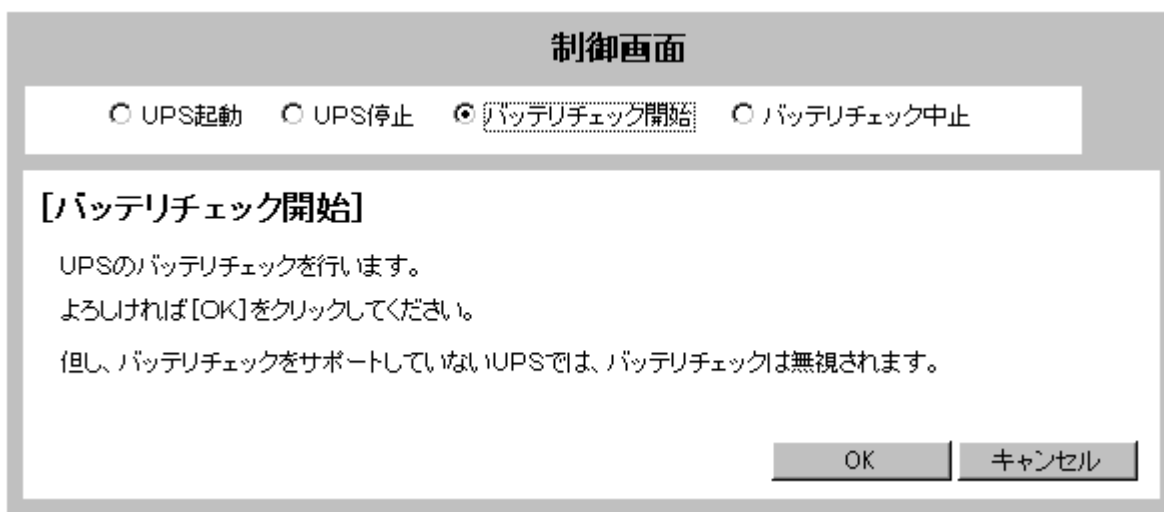 制御画面
UPS起動 UPS停止 バッテリチェック開始 バッテリチェック中止
[バッテリチェック開始]
UPSのバッテリチェックを行います。
よろしければ[OK]をクリックしてください。
但し、バッテリチェックをサポートしていないUPSでは、バッテリチェックは無視されます。
OK キャンセル